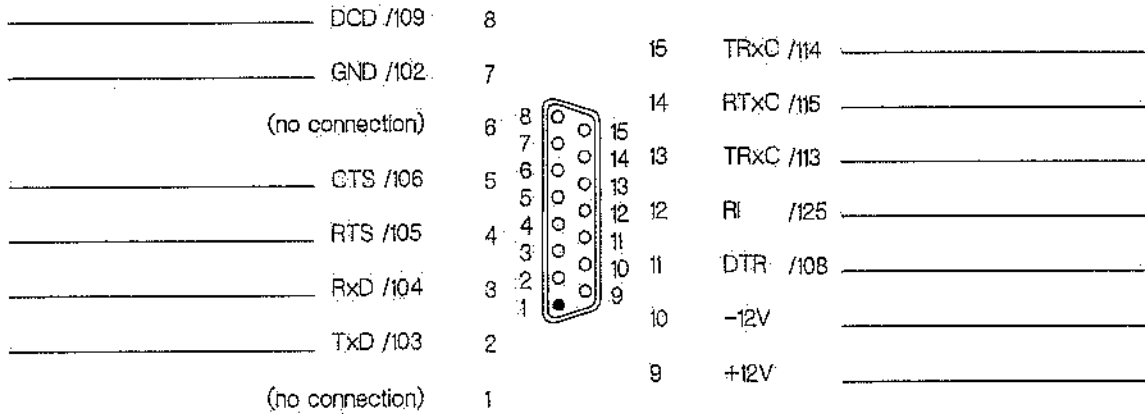 DCD /109 8
GND /102 7
(no connection) 6
CTS /106 5
RTS /105 4
RxD /104 3
TxD /103 2
(no connection) 1
8
7
6
5
4
3
2
1
15
14
13
12
11
10
9
15 TRxC /114
14 RTxC /115
13 TRxC /113
12 RI /125
11 DTR /108
10 -12V
9 +12V